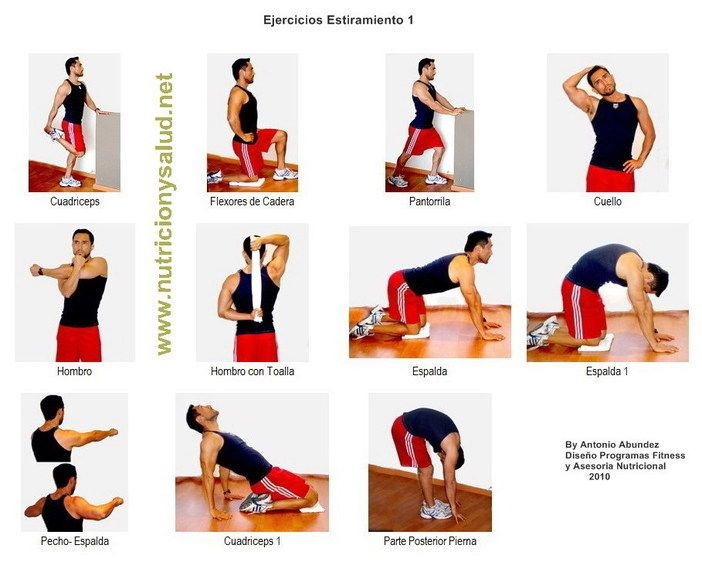 Ejercicios Estiramiento 1
www.nutricionysalud.net
Cuadriceps
Flexores de Cadera
Pantorrila
Cuello
Hombro
Hombro con Toalla
Espalda
Espalda 1
Pecho- Espalda
Cuadriceps 1
Parte Posterior Pierna
By Antonio Abundez
Diseño Programas Fitness
y Asesoria Nutricional
2010